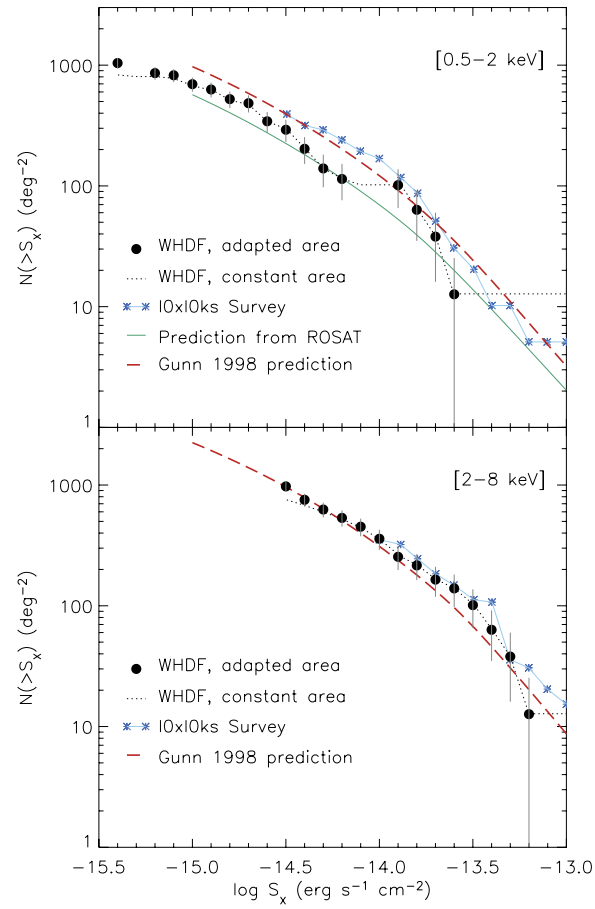 [0.5−2 keV]
1000
100
10
1
N(>Sₓ) (deg⁻²)
WHDF, adapted area
WHDF, constant area
10x10ks Survey
Prediction from ROSAT
Gunn 1998 prediction
[2−8 keV]
1000
100
10
1
N(>Sₓ) (deg⁻²)
WHDF, adapted area
WHDF, constant area
10x10ks Survey
Gunn 1998 prediction
−15.5 −15.0 −14.5 −14.0 −13.5 −13.0
log Sₓ (erg s⁻¹ cm⁻²)